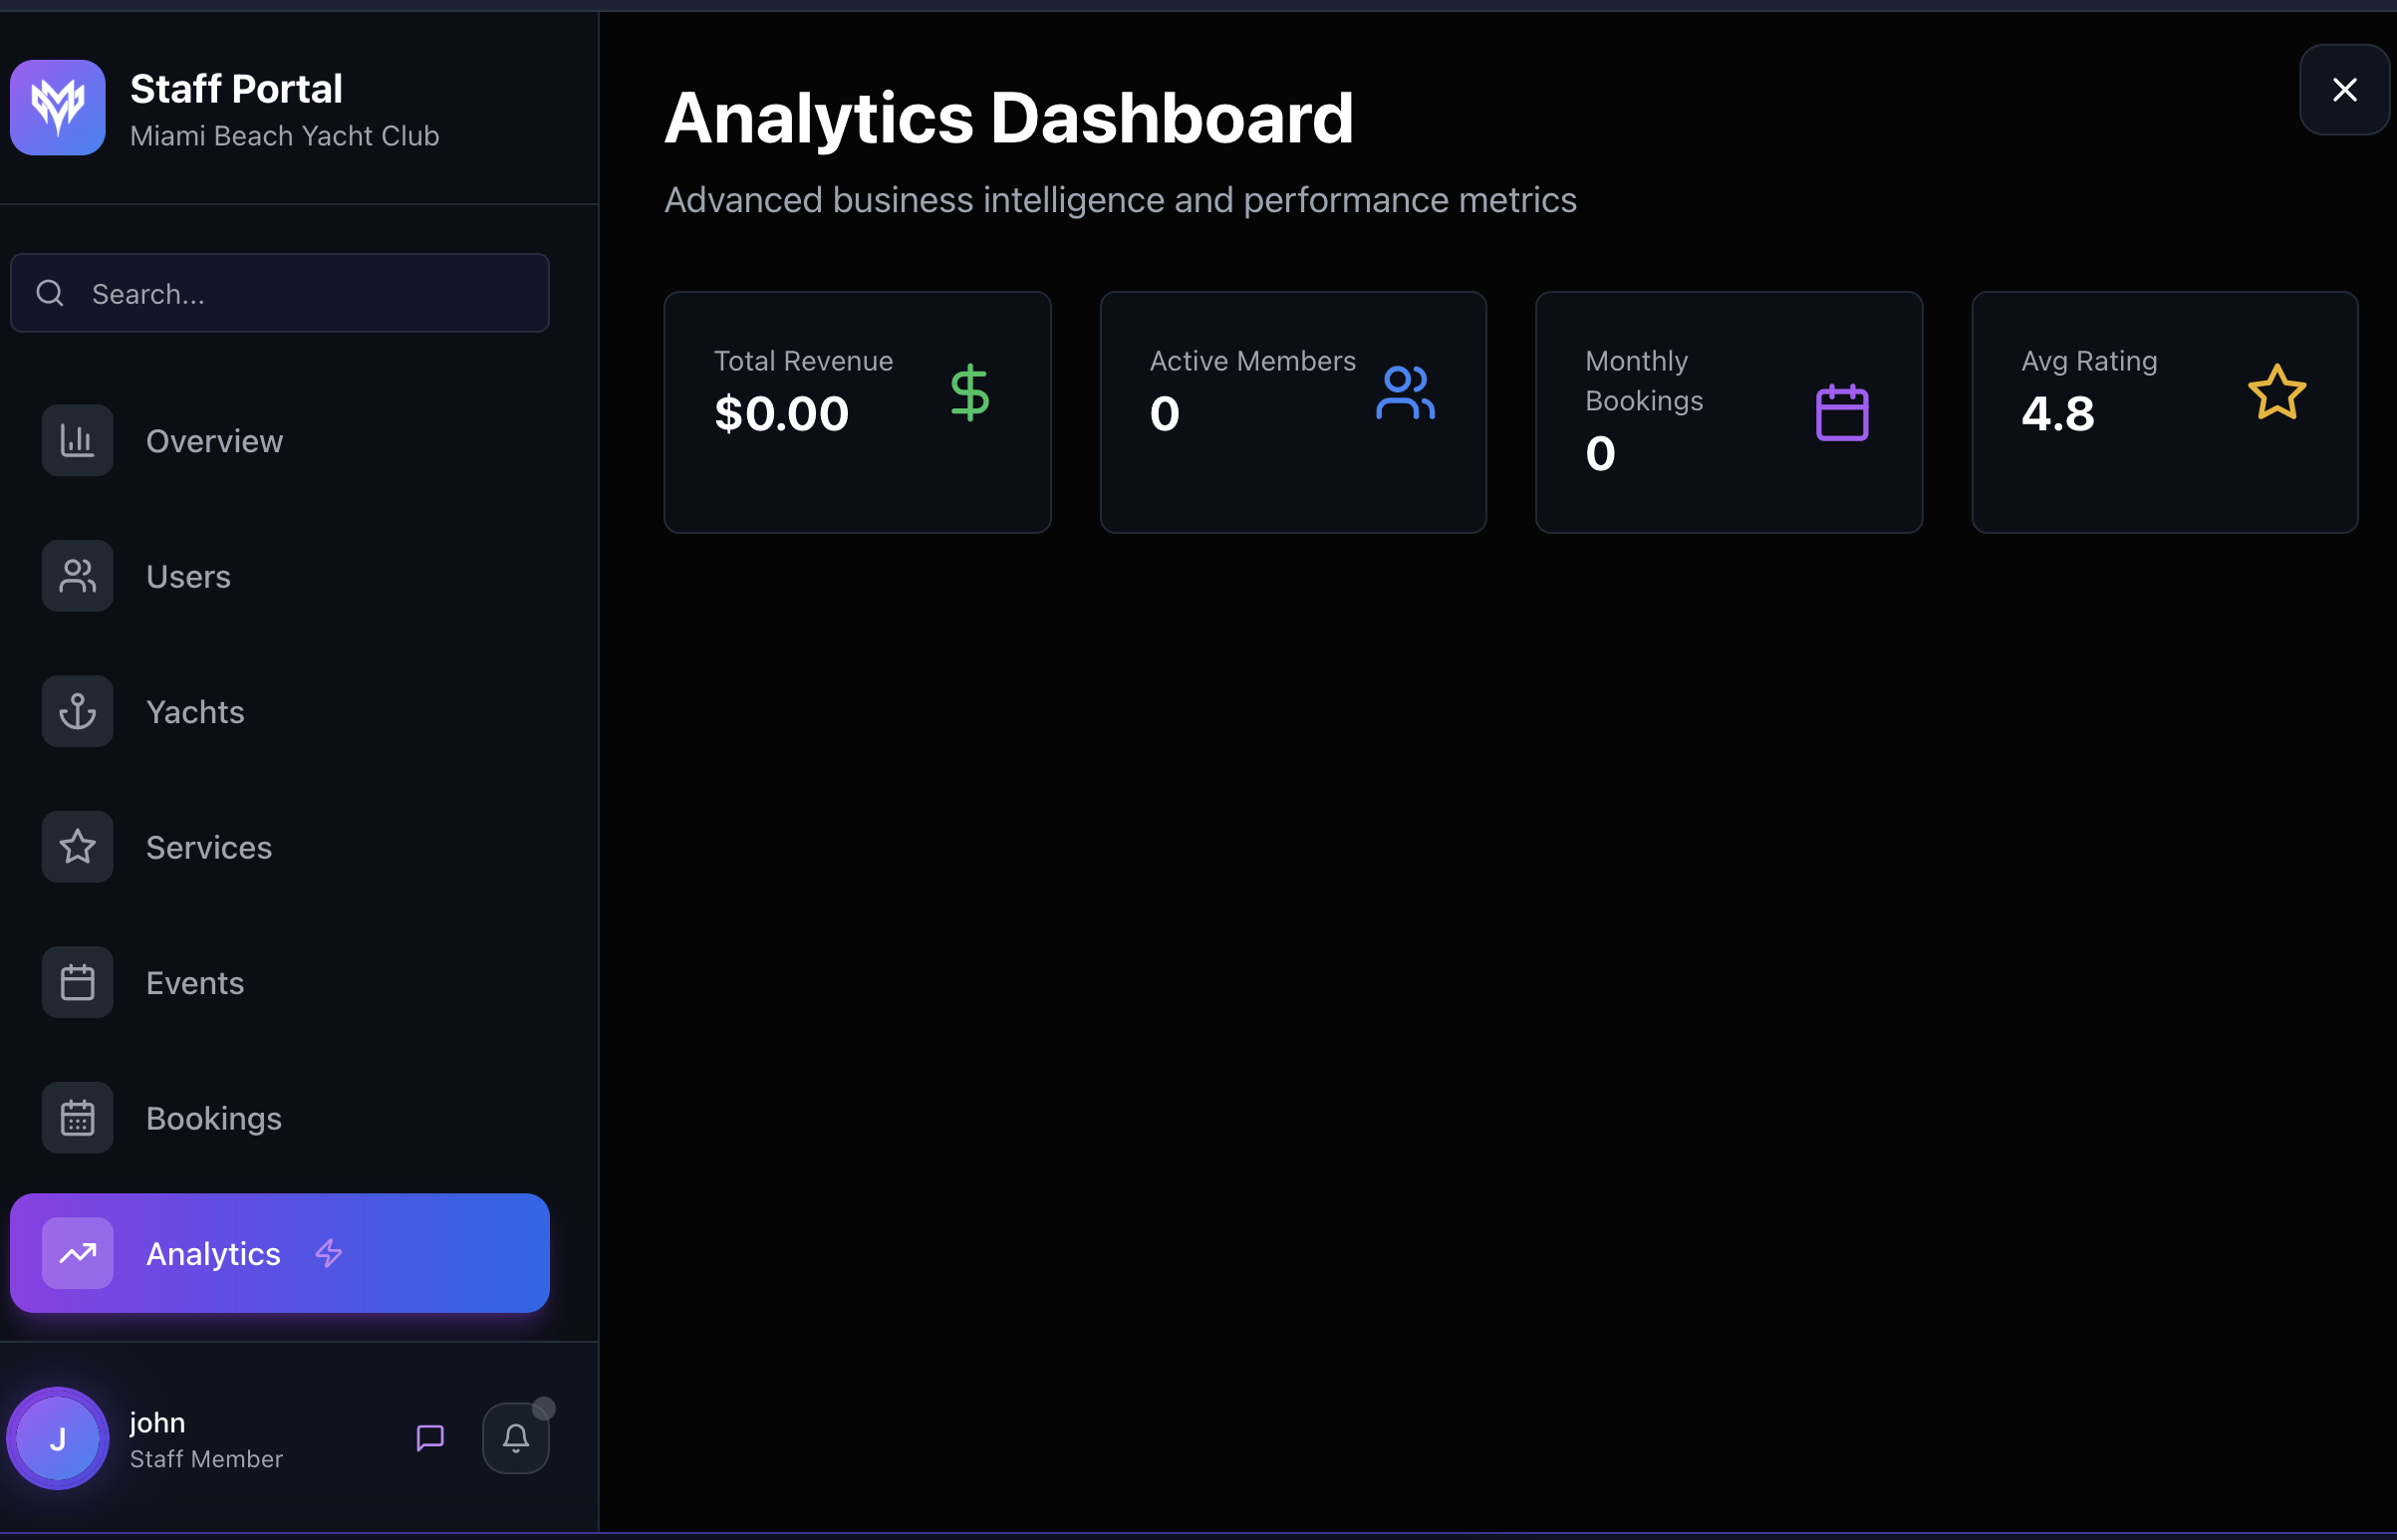 Staff Portal
Miami Beach Yacht Club
Search...
Overview
Users
Yachts
Services
Events
Bookings
Analytics
J
john
Staff Member
Analytics Dashboard
Advanced business intelligence and performance metrics
Total Revenue
$0.00
Active Members
0
Monthly
Bookings
0
Avg Rating
4.8